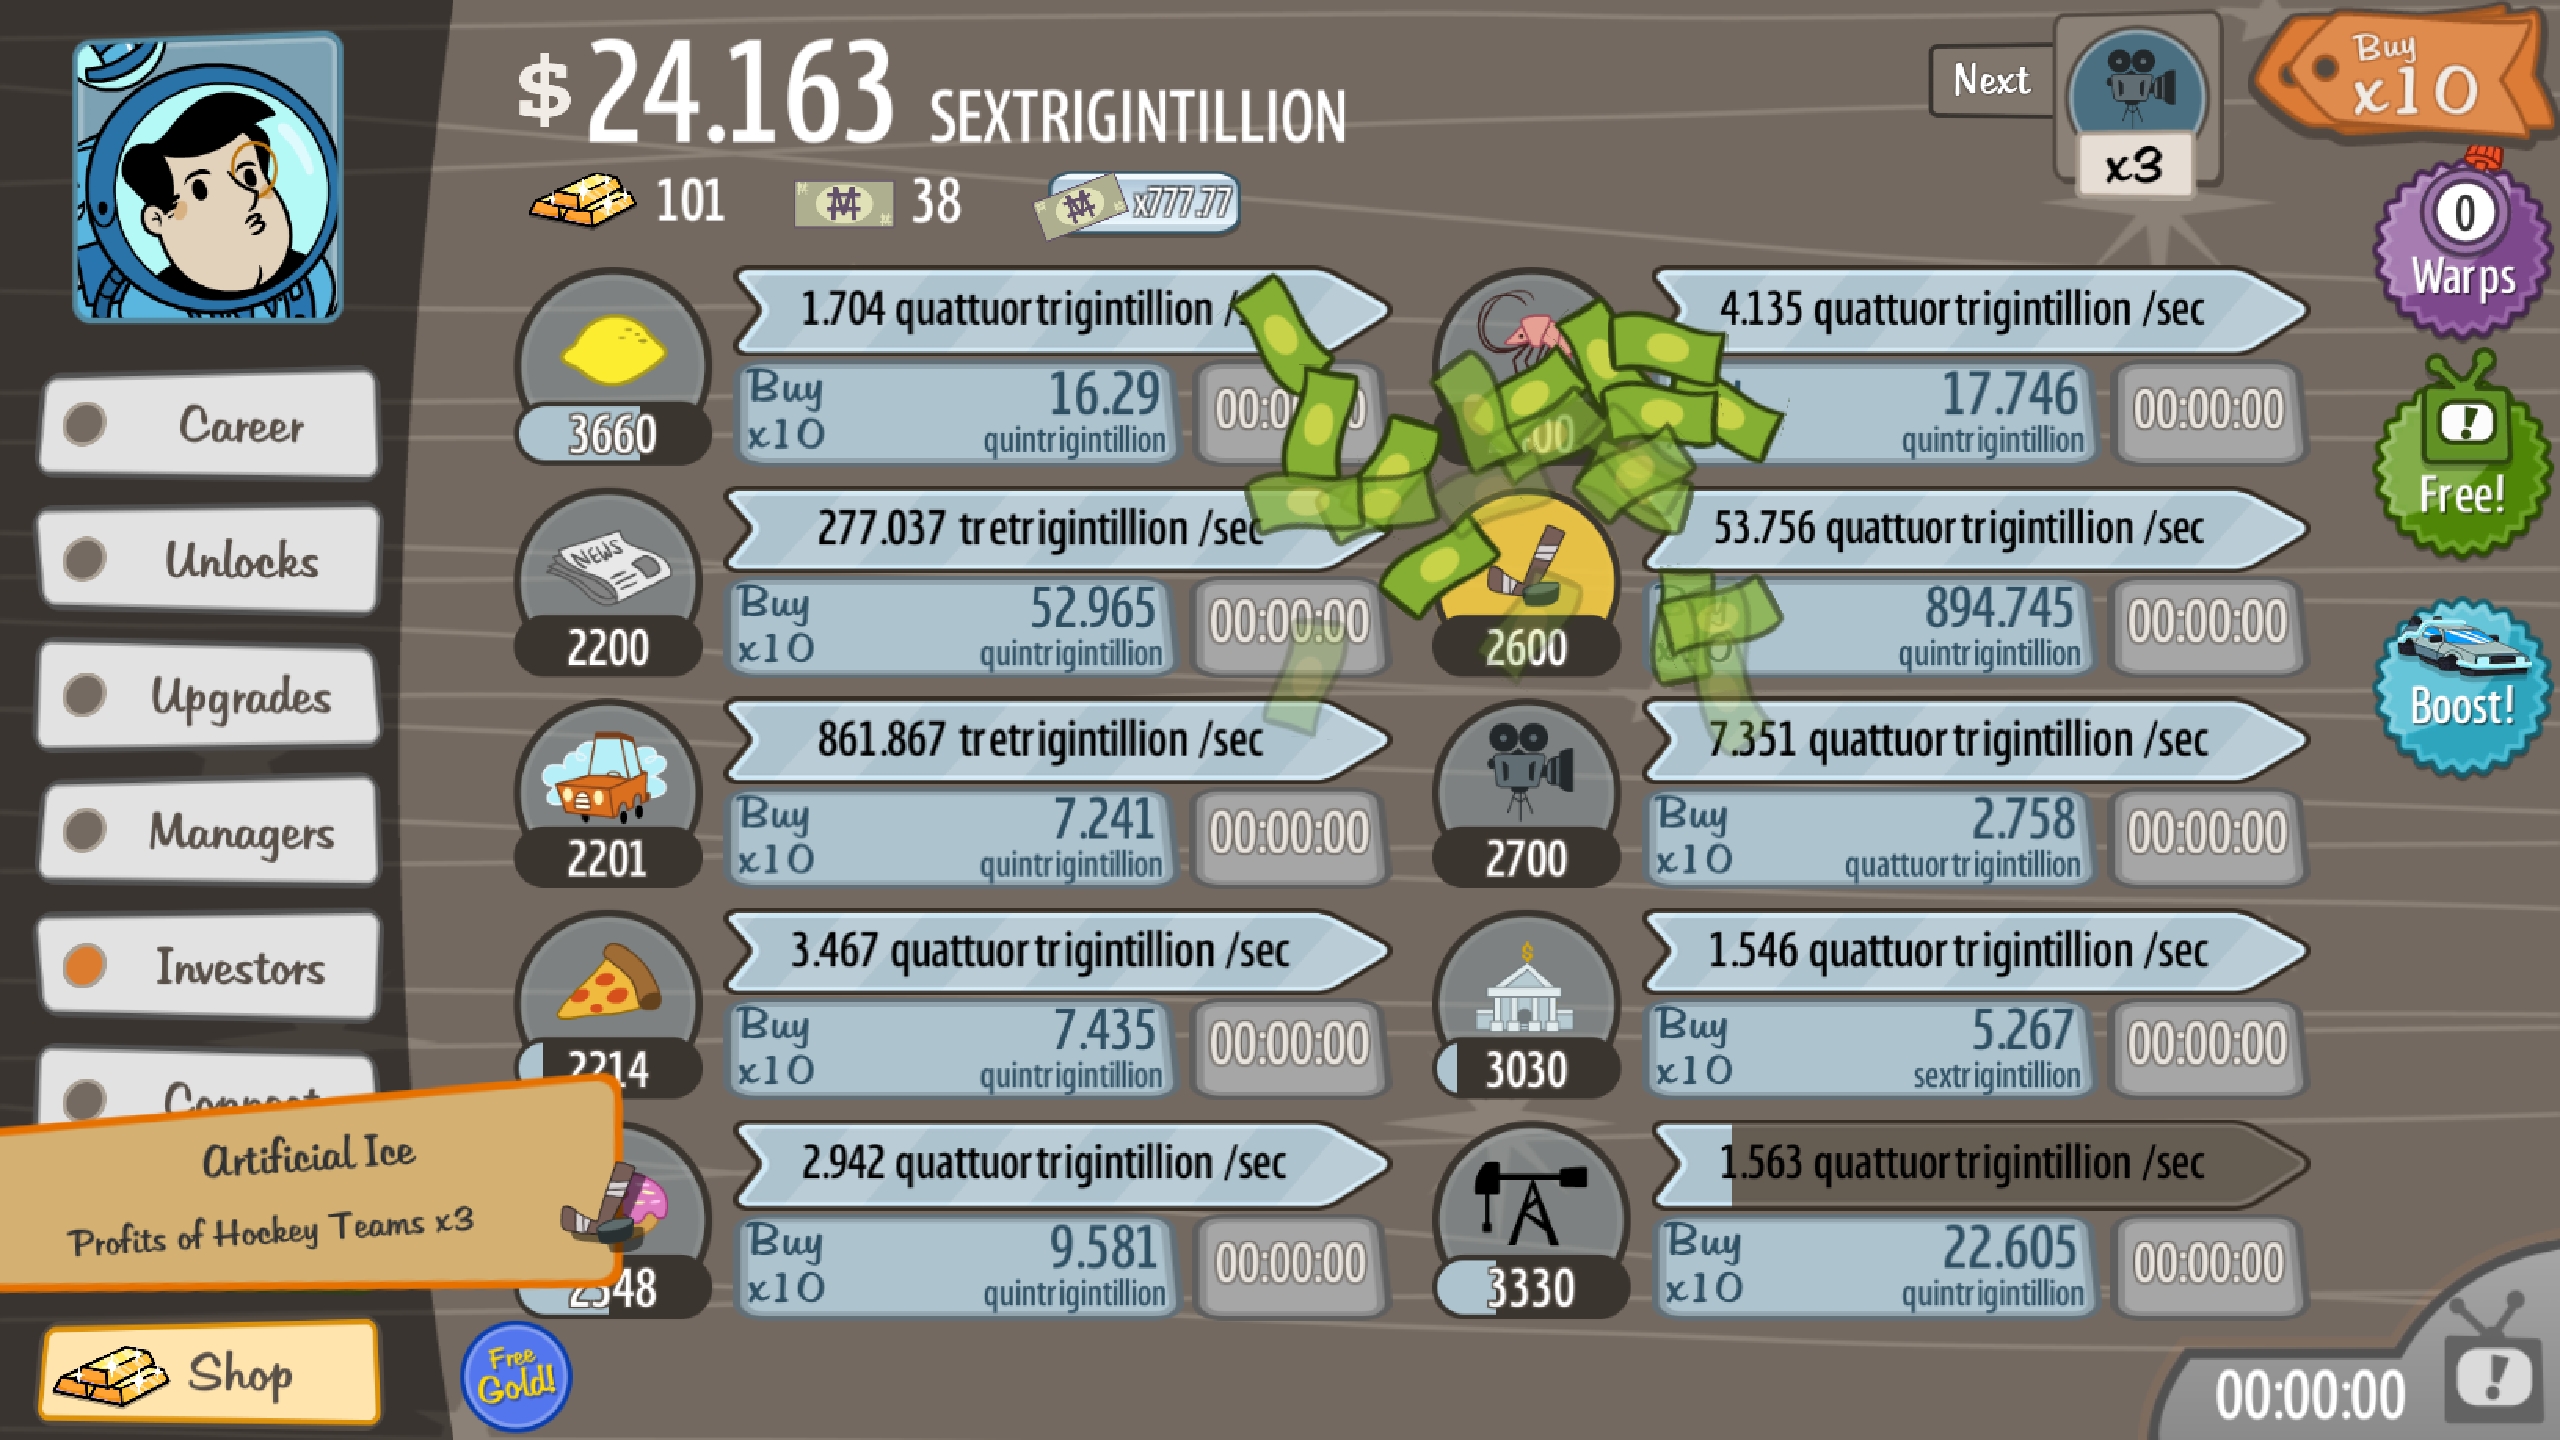 $24.163 SEXTRIGINTILLION
Next
x3
Buy
x10
101
38
x777.77
0
Warps
Free!
Boost!
Career
Unlocks
Upgrades
Managers
Investors
Artificial Ice
Profits of Hockey Teams x3
Shop
Free
Gold!
1.704 quattuortrigintillion
3660
Buy
x10
16.29
quintrigintillion
4.135 quattuortrigintillion /sec
17.746
quintrigintillion
00:00:00
NEWS
277.037 tretrigintillion /sec
2200
Buy
x10
52.965
quintrigintillion
00:00:00
53.756 quattuortrigintillion /sec
2600
894.745
quintrigintillion
00:00:00
861.867 tretrigintillion /sec
2201
Buy
x10
7.241
quintrigintillion
00:00:00
7.351 quattuortrigintillion /sec
2700
Buy
x10
2.758
quattuortrigintillion
00:00:00
3.467 quattuortrigintillion /sec
2214
Buy
x10
7.435
quintrigintillion
00:00:00
$
1.546 quattuortrigintillion /sec
3030
Buy
x10
5.267
sextrigintillion
00:00:00
2.942 quattuortrigintillion /sec
Buy
x10
9.581
quintrigintillion
00:00:00
1.563 quattuortrigintillion /sec
3330
Buy
x10
22.605
quintrigintillion
00:00:00
00:00:00